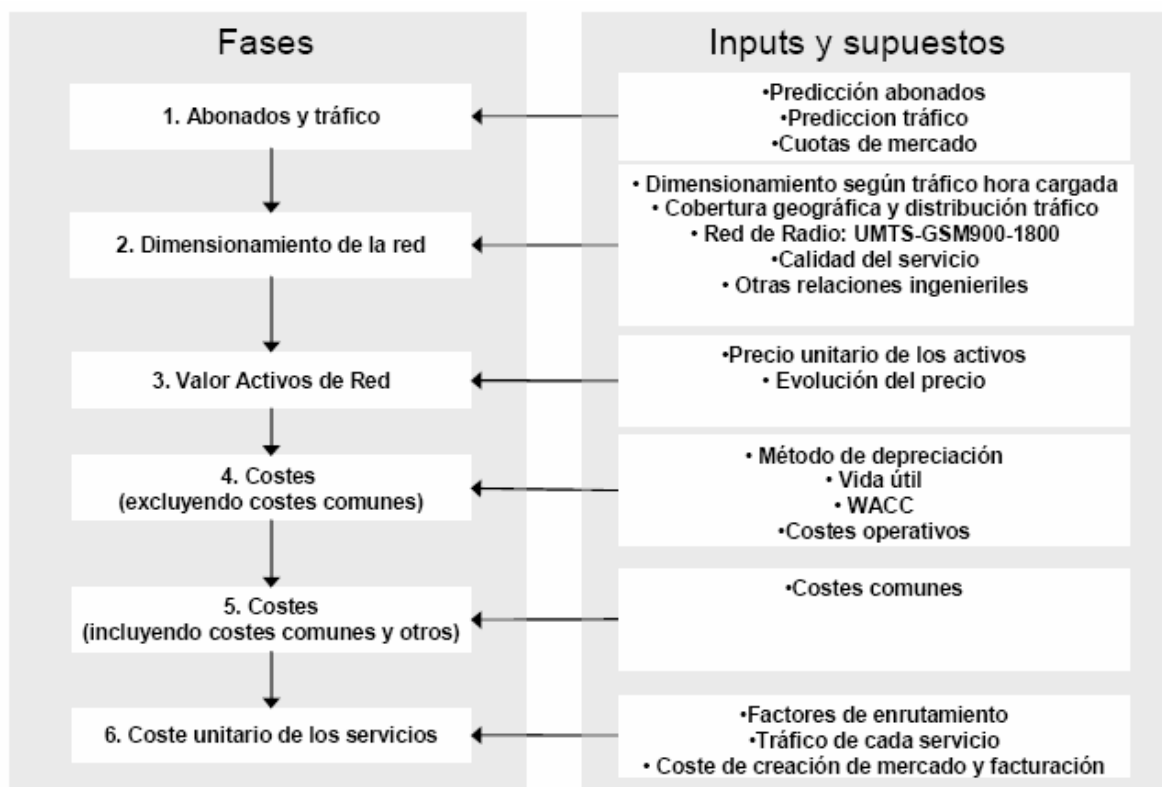 Fases
Inputs y supuestos
1. Abonados y tráfico
•Predicción abonados
•Prediccion tráfico
•Cuotas de mercado
2. Dimensionamiento de la red
• Dimensionamiento según tráfico hora cargada
• Cobertura geográfica y distribución tráfico
• Red de Radio: UMTS-GSM900-1800
• Calidad del servicio
• Otras relaciones ingenieriles
3. Valor Activos de Red
•Precio unitario de los activos
• Evolución del precio
4. Costes
(excluyendo costes comunes)
• Método de depreciación
• Vida útil
• WACC
•Costes operativos
5. Costes
(incluyendo costes comunes y otros)
•Costes comunes
6. Coste unitario de los servicios
•Factores de enrutamiento
•Tráfico de cada servicio
• Coste de creación de mercado y facturación